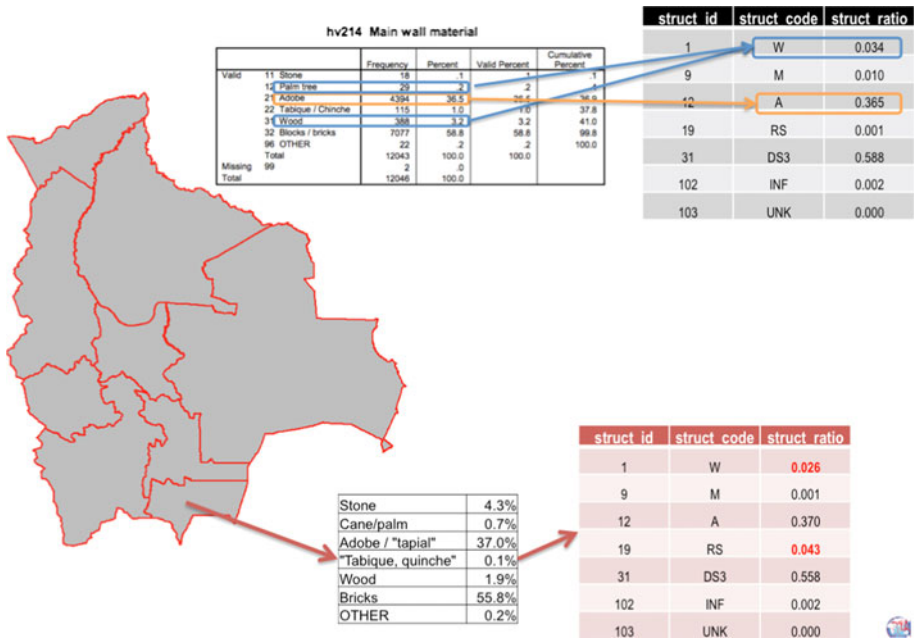 hv214 Main wall material
Frequency Percent Valid Percent Cumulative Percent
Valid 11 Stone 18 .1 .1 .1
12 Palm tree 29 .2 .2
21 Adobe 4394 36.5
22 Tabique / Chinche 115 1.0 1.0 37.8
31 Wood 388 3.2 3.2 41.0
32 Blocks / bricks 7077 58.8 58.8 99.8
96 OTHER 22 .2 .2 100.0
Total 12043 100.0 100.0
Missing 99 2 .0
Total 12046 100.0
struct_id struct_code struct_ratio
1 W 0.034
9 M 0.010
12 A 0.365
19 RS 0.001
31 DS3 0.588
102 INF 0.002
103 UNK 0.000
Stone 4.3%
Cane/palm 0.7%
Adobe / "tapial" 37.0%
"Tabique, quinche" 0.1%
Wood 1.9%
Bricks 55.8%
OTHER 0.2%
struct_id struct_code struct_ratio
1 W 0.026
9 M 0.001
12 A 0.370
19 RS 0.043
31 DS3 0.558
102 INF 0.002
103 UNK 0.000